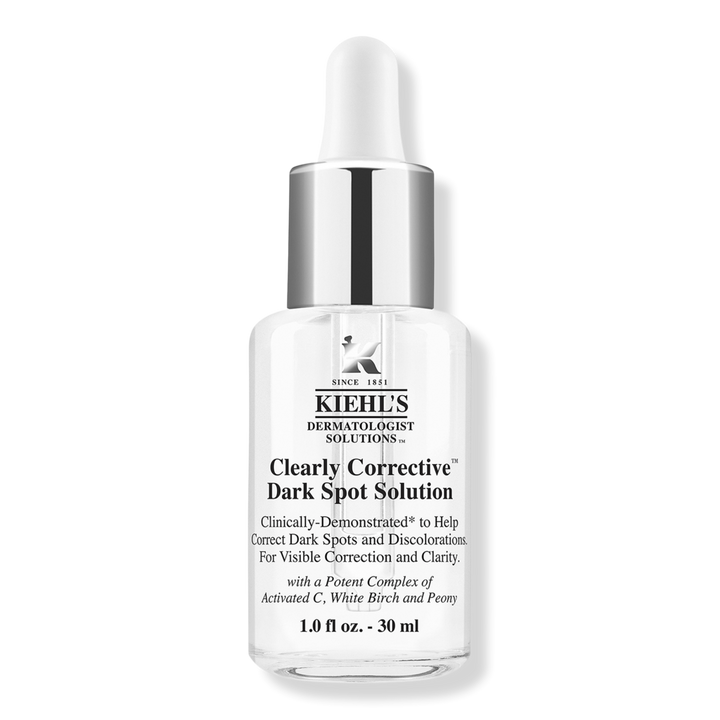 SINCE 1851
KIEHL'S
DERMATOLOGIST
SOLUTIONS™
Clearly Corrective™
Dark Spot Solution
Clinically-Demonstrated* to Help
Correct Dark Spots and Discolorations.
For Visible Correction and Clarity.
with a Potent Complex of
Activated C, White Birch and Peony
1.0 fl oz. - 30 ml